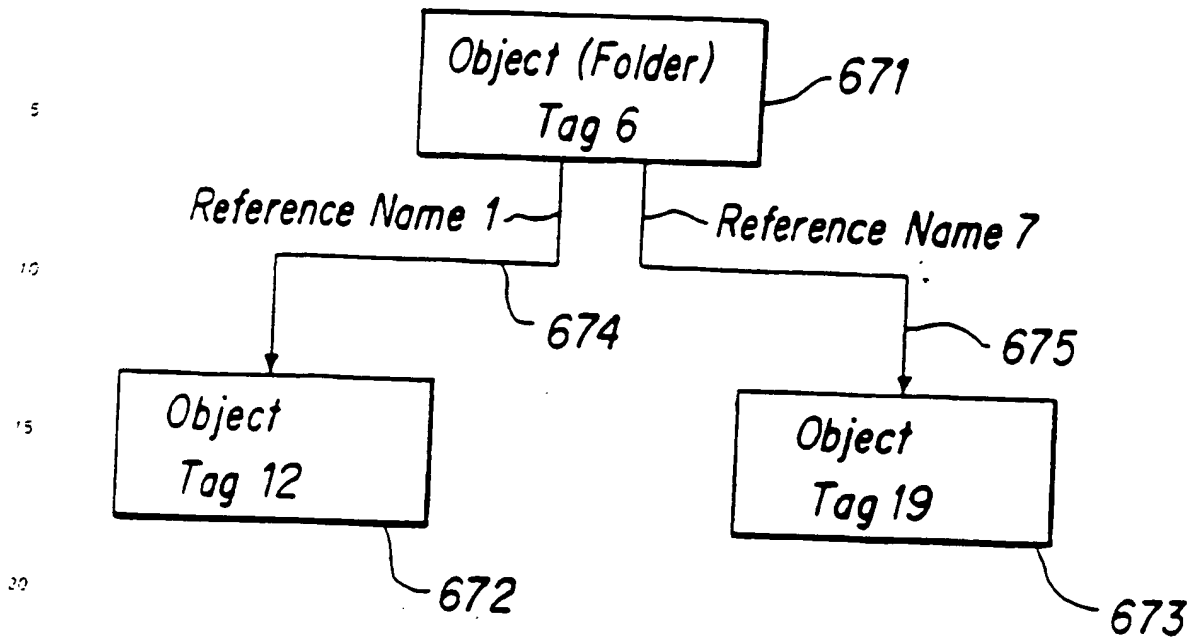 Object (Folder)
Tag 6
671
5
Reference Name 1
Reference Name 7
10
674
675
Object
Tag 12
15
Object
Tag 19
672
20
673